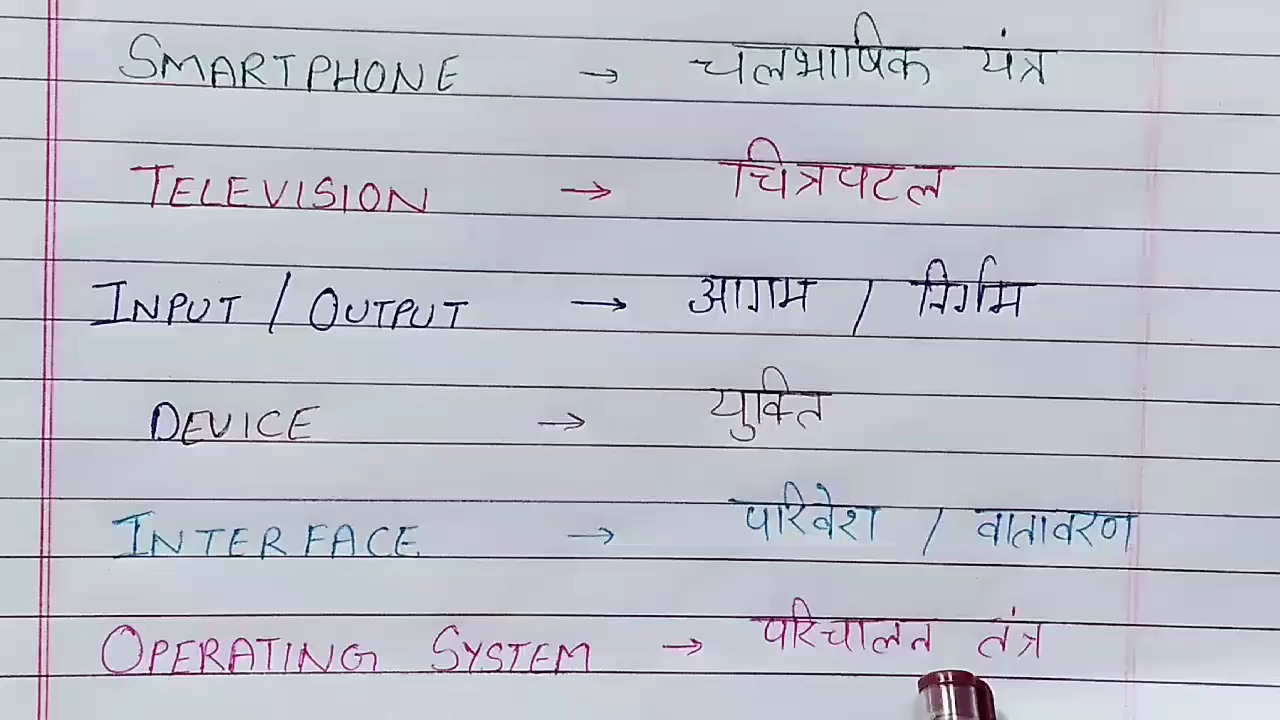 SMARTPHONE → चलभाषिक यंत्र
TELEVISION → चित्रपटल
INPUT / OUTPUT → आगम / निर्गम
DEVICE → युक्ति
INTERFACE → परिवेश / वातावरण
OPERATING SYSTEM → परिचालन तंत्र